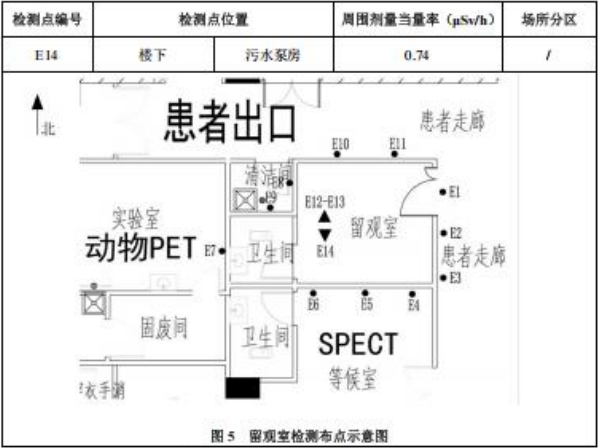 检测点编号 检测点位置 周围剂量当量率（μSv/h） 场所分区
E14 楼下 污水泵房 0.74 /
患者出口
患者走廊
北
E10 E11
清洁间
E8
E9
E1
E12-E13
实验室
留观室
E2
动物PET
E7
卫生间
E14
患者走廊
E3
E6 E5 E4
固废间
卫生间
SPECT
等候室
衣手消
图 5 留观室检测布点示意图